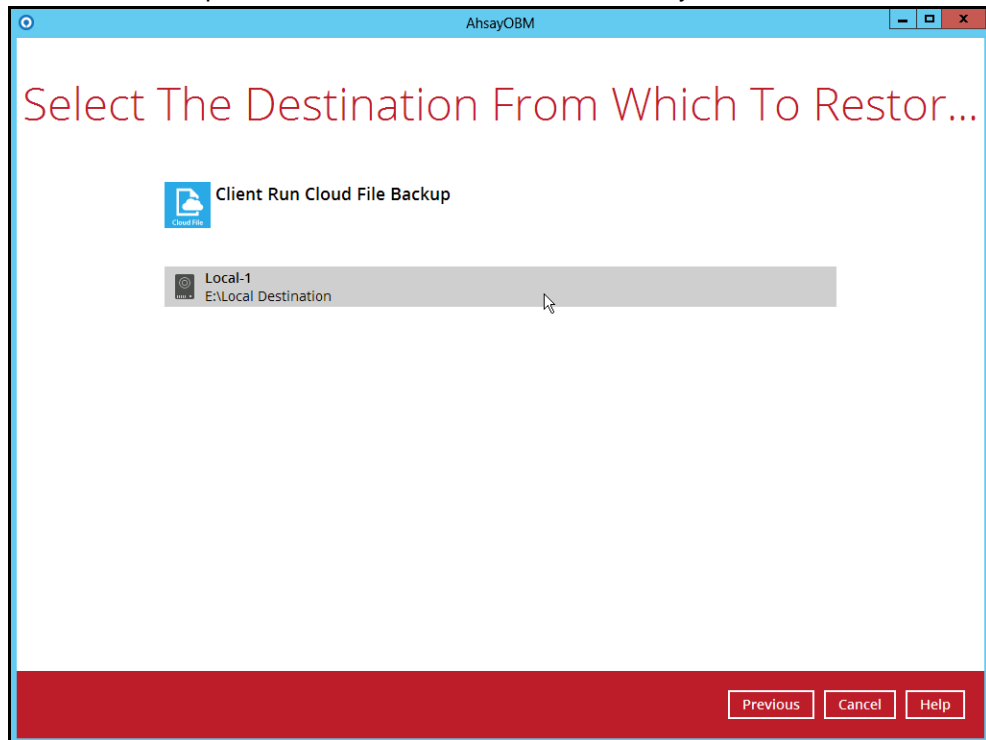 AhsayOBM
Select The Destination From Which To Restor...
Client Run Cloud File Backup
Cloud File
Local-1
E:\Local Destination
Previous
Cancel
Help